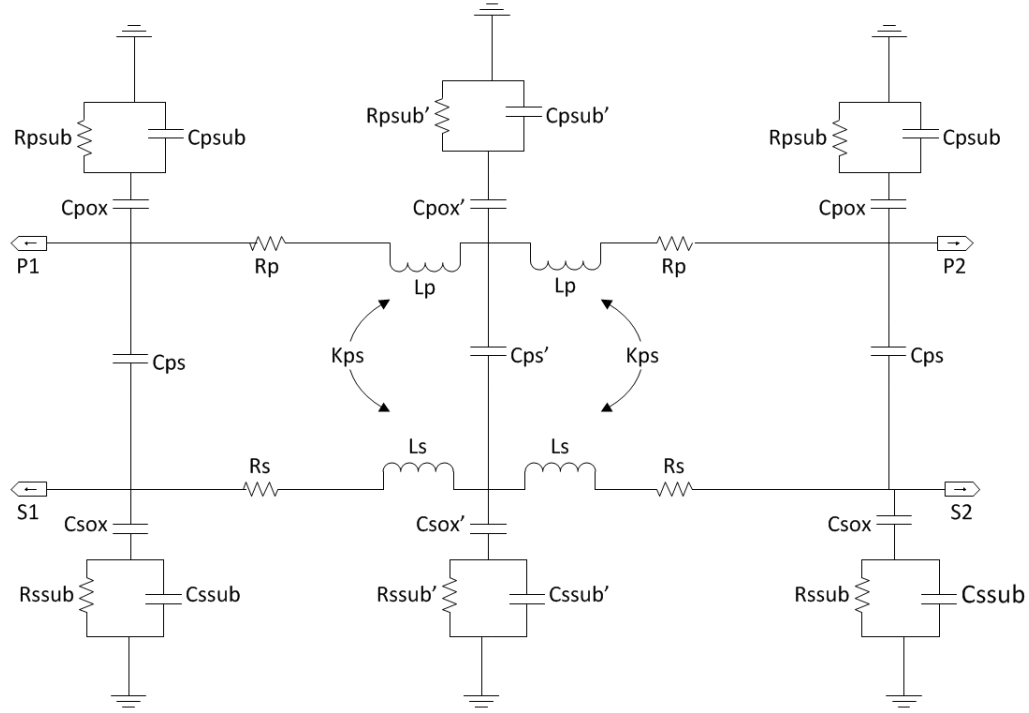 Rpsub Cpsub Rpsub’ Cpsub’ Rpsub Cpsub
Cpox Cpox’ Cpox
P1 Rp Lp Lp Rp P2
Cps Kps Cps’ Kps Cps
S1 Rs Ls Ls Rs S2
Csox Csox’ Csox
Rssub Cssub Rssub’ Cssub’ Rssub Cssub